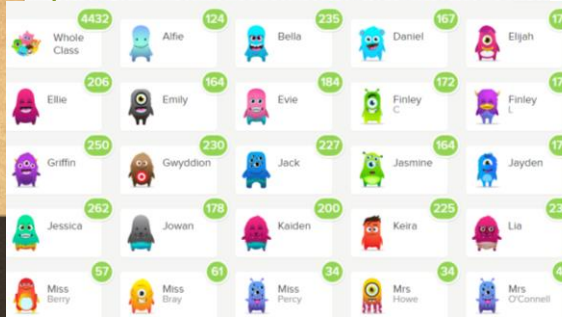 4432 124 235 167
Whole Class Alfie Bella Daniel Elijah
206 164 184 172
Ellie Emily Evie Finley C Finley L
250 230 227 164
Griffin Gwyddion Jack Jasmine Jayden
262 178 200 225
Jessica Jowan Kaiden Keira Lia
57 61 34 34
Miss Berry Miss Bray Miss Percy Mrs Howe Mrs O'Connell